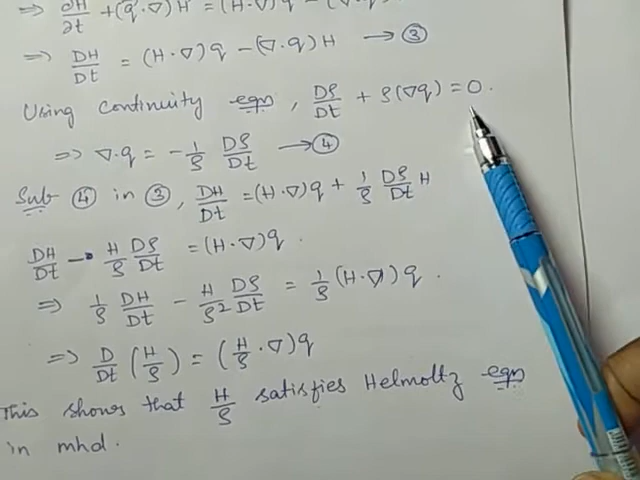 ⇒ ∂H/∂t + (q·∇)H = (H·∇)q − (∇·q)
⇒ DH/Dt = (H·∇)q − (∇·q)H → ③
Using Continuity eqn, Dρ/Dt + ρ(∇q) = 0.
⇒ ∇·q = −1/ρ Dρ/Dt → ④
Sub ④ in ③, DH/Dt = (H·∇)q + 1/ρ Dρ/Dt H
DH/Dt − H/ρ Dρ/Dt = (H·∇)q.
⇒ 1/ρ DH/Dt − H/ρ² Dρ/Dt = 1/ρ (H·∇)q.
⇒ D/Dt (H/ρ) = (H/ρ · ∇)q
This shows that H/ρ satisfies Helmoltz eqn
in mhd.